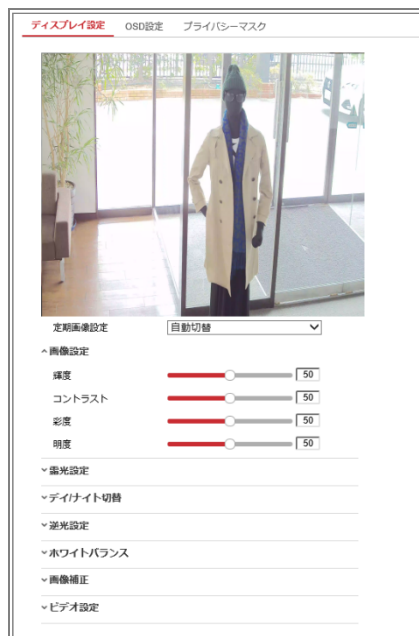 ディスプレイ設定 OSD設定 プライバシーマスク
定期画像設定 自動切替
画像設定
輝度 50
コントラスト 50
彩度 50
明度 50
露光設定
デイ/ナイト切替
逆光設定
ホワイトバランス
画像補正
ビデオ設定